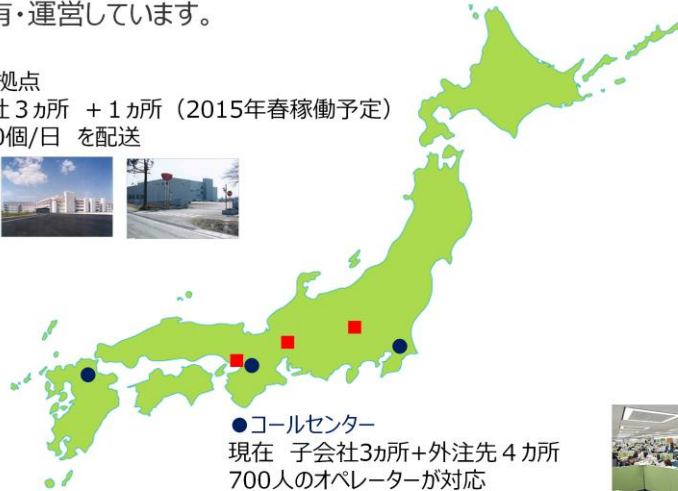 有・運営しています。
拠点
社３ヵ所 ＋１ヵ所（2015年春稼働予定）
0個/日 を配送
●コールセンター
現在 子会社3ヵ所+外注先４カ所
700人のオペレーターが対応